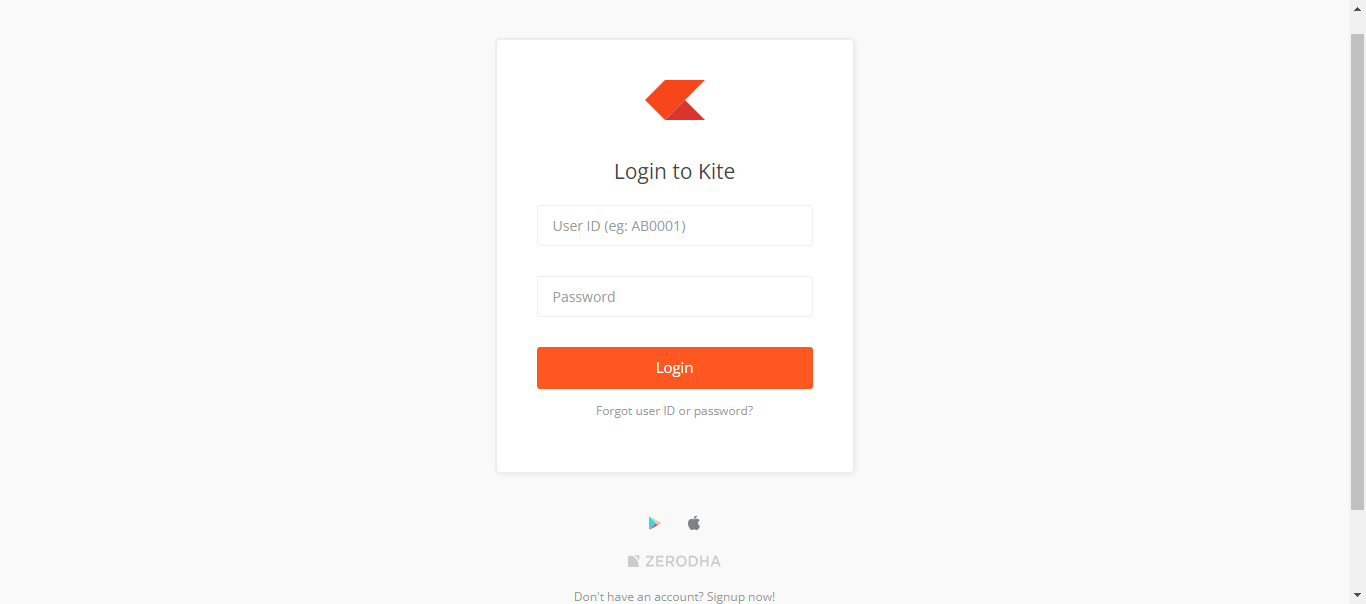 Login to Kite
User ID (eg: AB0001)
Password
Login
Forgot user ID or password?
ZERODHA
Don't have an account? Signup now!